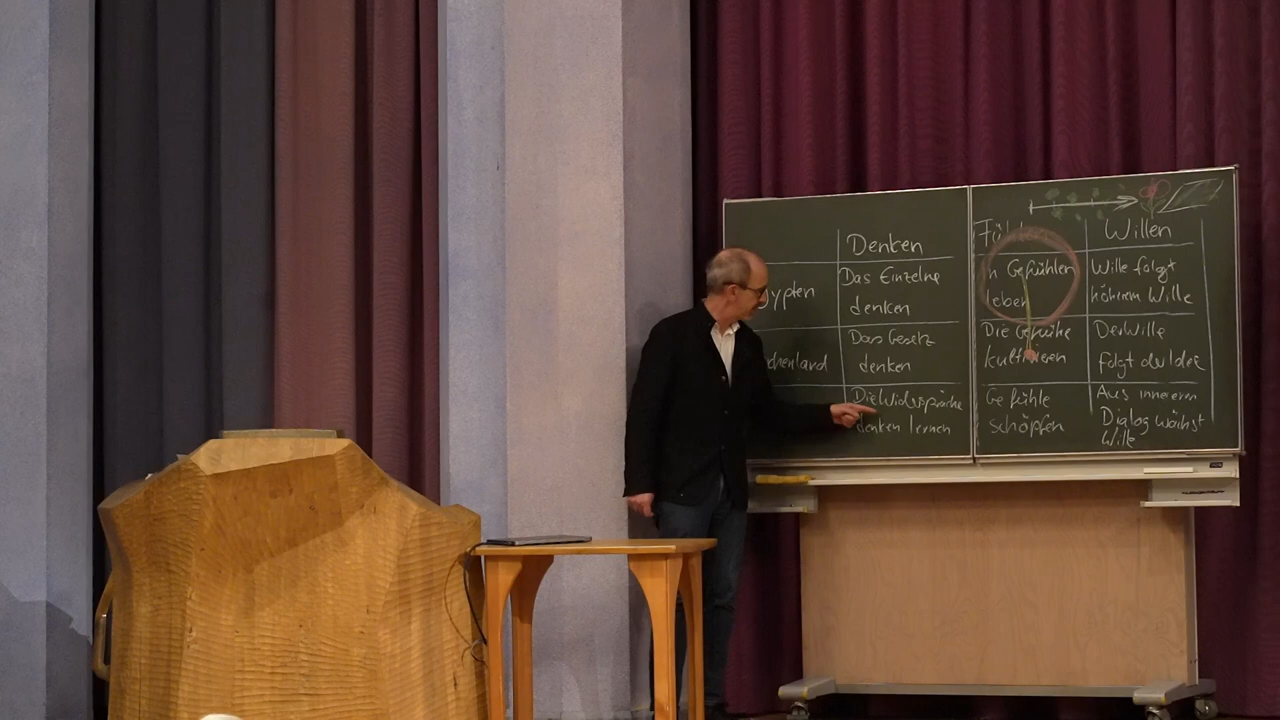 Denken
Willen
ypten
Das Einzelne
denken
n Gefühlen
leben
Wille folgt
höherem Wille
chenland
Das Gesetz
denken
Die Gefühle
kultivieren
Der Wille
folgt der Idee
Die Widersprüche
denken lernen
Gefühle
schöpfen
Aus innerem
Dialog wächst
Wille